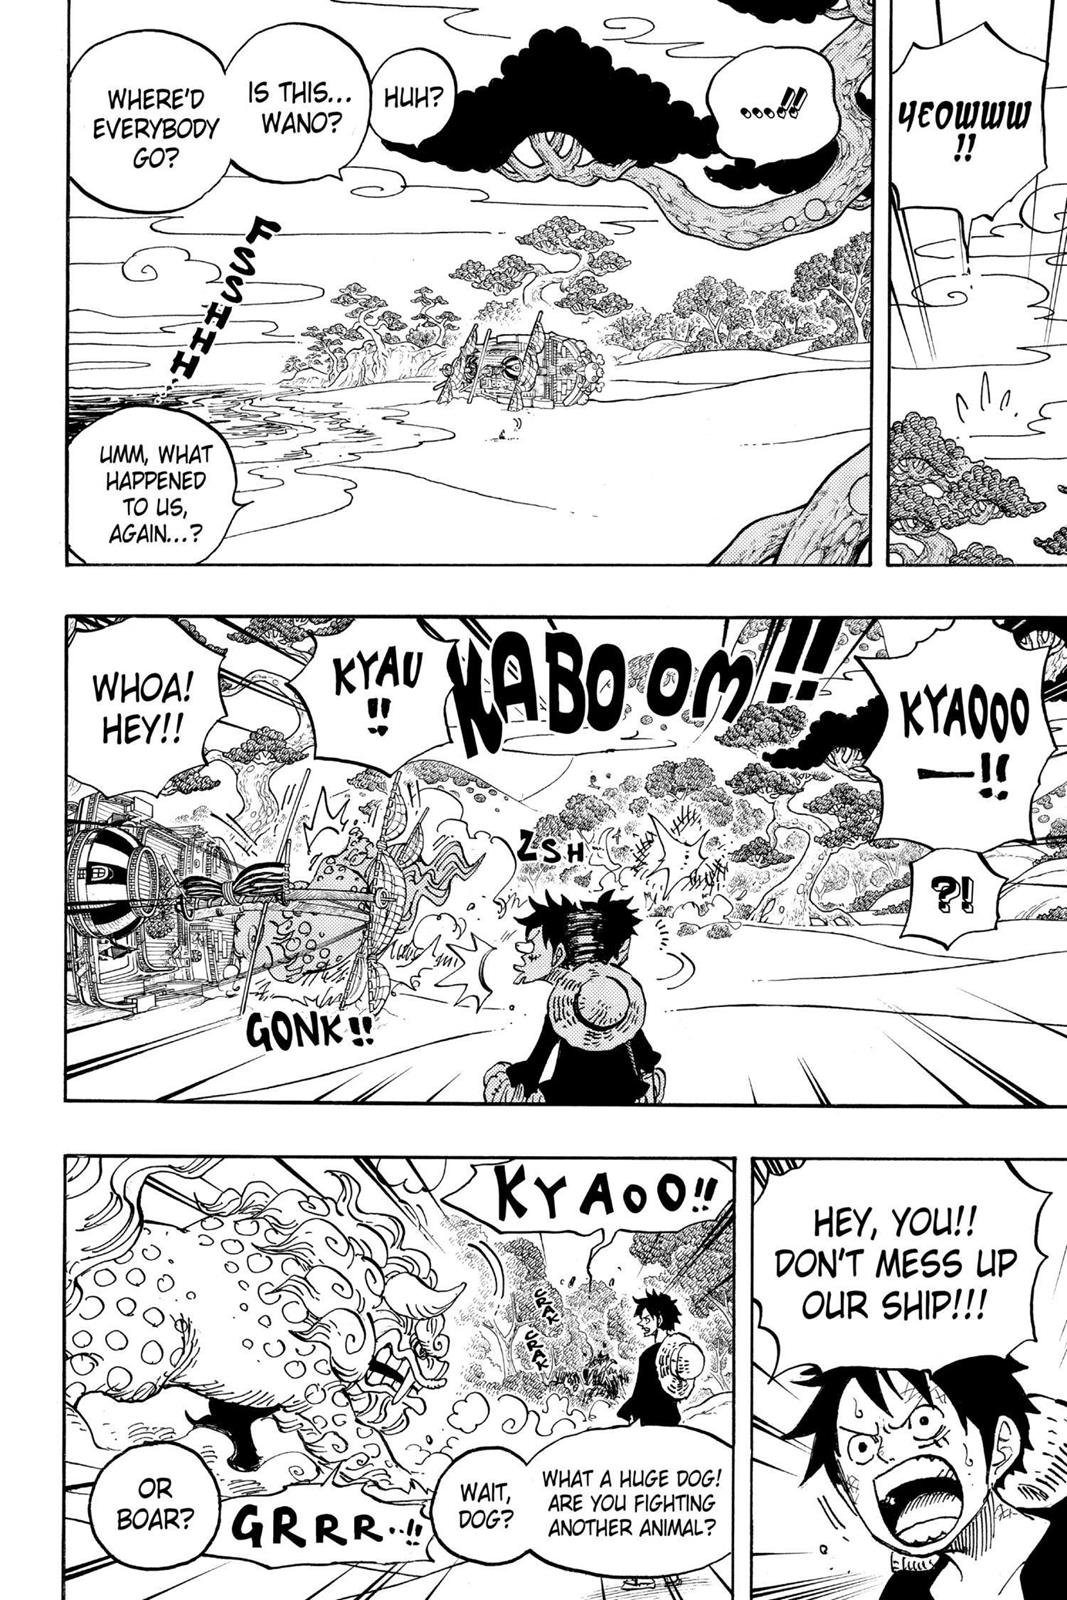 YEOWWW
!!
....!!
HUH?
IS THIS...
WANO?
WHERE'D
EVERYBODY
GO?
FSSHHH
UMM, WHAT
HAPPENED
TO US,
AGAIN...?
KYAOOO
—!!
?!
KABOOM!!
ZSH
KYAU
!!
WHOA!
HEY!!
GONK!!
HEY, YOU!!
DON'T MESS UP
OUR SHIP!!!
KYAOO!!
CRAK
CRAK
WHAT A HUGE DOG!
ARE YOU FIGHTING
ANOTHER ANIMAL?
WAIT,
DOG?
GRRR..!!
OR
BOAR?